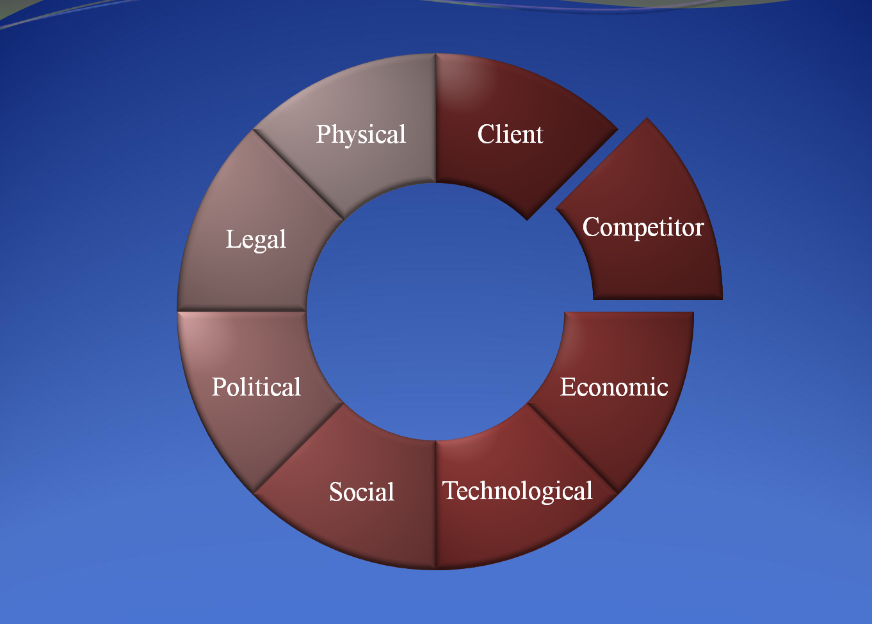 Client
Competitor
Economic
Technological
Social
Political
Legal
Physical